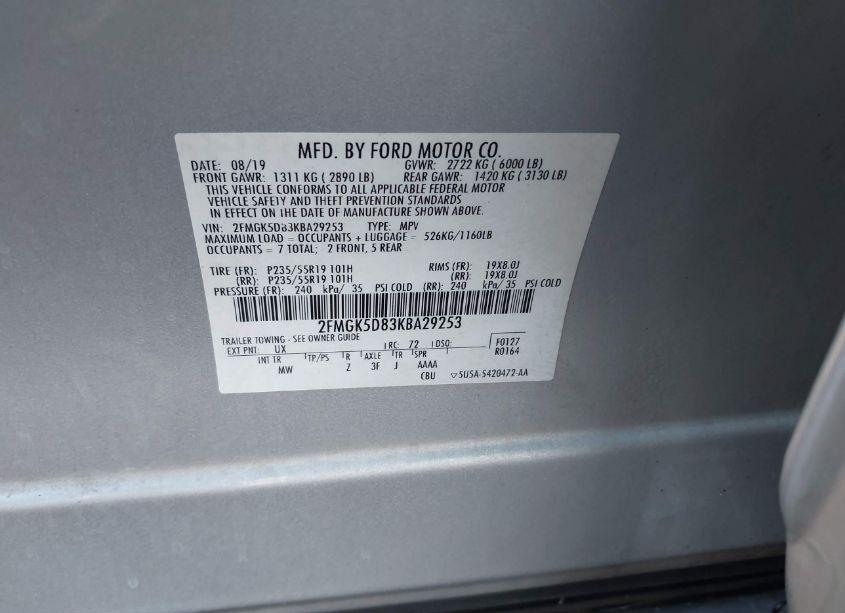 MFD. BY FORD MOTOR CO.
DATE: 08/19 GVWR: 2722 KG ( 6000 LB)
FRONT GAWR: 1311 KG ( 2890 LB) REAR GAWR: 1420 KG ( 3130 LB)
THIS VEHICLE CONFORMS TO ALL APPLICABLE FEDERAL MOTOR
VEHICLE SAFETY AND THEFT PREVENTION STANDARDS
IN EFFECT ON THE DATE OF MANUFACTURE SHOWN ABOVE.
VIN: 2FMGK5D83KBA29253 TYPE: MPV
MAXIMUM LOAD = OCCUPANTS + LUGGAGE = 526KG/1160LB
OCCUPANTS = 7 TOTAL; 2 FRONT, 5 REAR
TIRE (FR): P235/55R19 101H RIMS (FR): 19X8.0J
(RR): P235/55R19 101H (RR): 19X8.0J
PRESSURE (FR): 240 kPa/ 35 PSI COLD (RR): 240 kPa/ 35 PSI COLD
2FMGK5D83KBA29253
TRAILER TOWING - SEE OWNER GUIDE
EXT PNT: UX RC: 72 DSO: F0127
R0164
INT TR TP/PS R AXLE TR SPR
MW Z 3F J AAAA
CBU ▽5U5A-5420472-AA